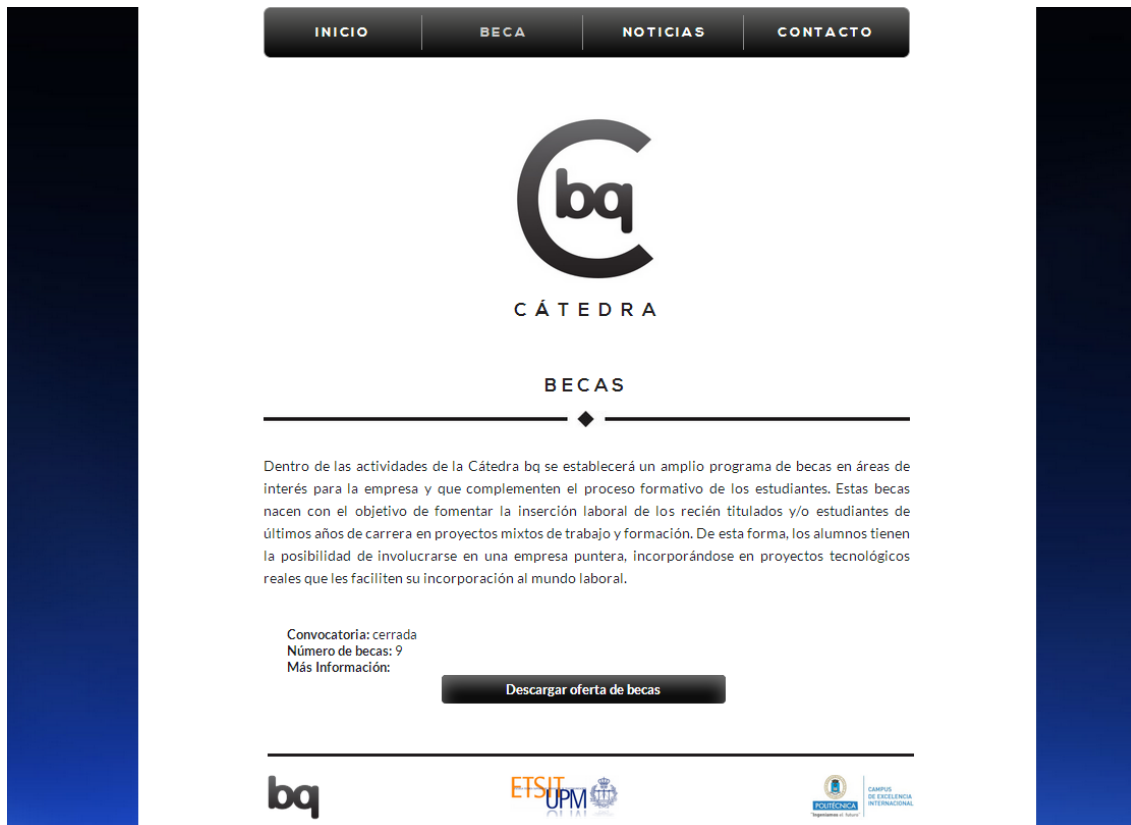 INICIO
BECA
NOTICIAS
CONTACTO
bq
CÁTEDRA
BECAS
Dentro de las actividades de la Cátedra bq se establecerá un amplio programa de becas en áreas de
interés para la empresa y que complementen el proceso formativo de los estudiantes. Estas becas
nacen con el objetivo de fomentar la inserción laboral de los recién titulados y/o estudiantes de
últimos años de carrera en proyectos mixtos de trabajo y formación. De esta forma, los alumnos tienen
la posibilidad de involucrarse en una empresa puntera, incorporándose en proyectos tecnológicos
reales que les faciliten su incorporación al mundo laboral.
Convocatoria: cerrada
Número de becas: 9
Más Información:
Descargar oferta de becas
bq
ETSIT
UPM
POLITÉCNICA
"Ingeniamos el futuro"
CAMPUS
DE EXCELENCIA
INTERNACIONAL